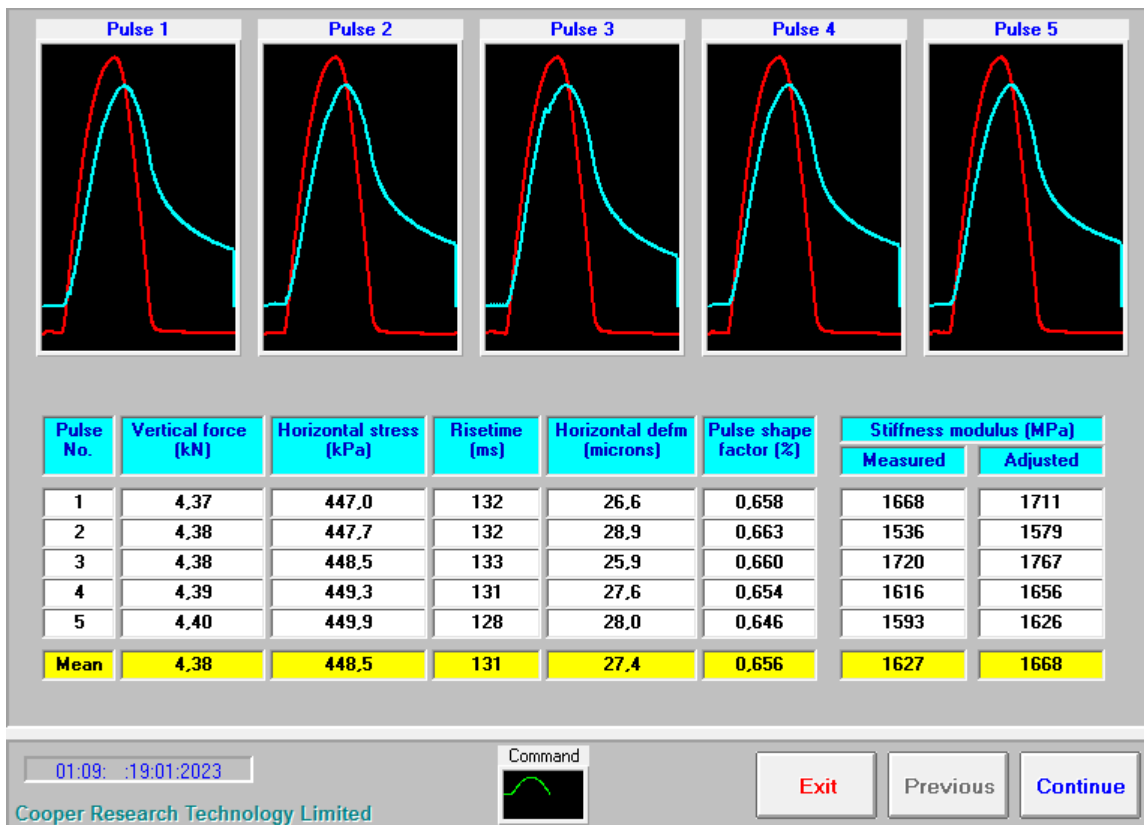 Pulse 1 Pulse 2 Pulse 3 Pulse 4 Pulse 5
Pulse No. Vertical force (kN) Horizontal stress (kPa) Risetime (ms) Horizontal defm (microns) Pulse shape factor (%) Stiffness modulus (MPa)
Measured Adjusted
1 4,37 447,0 132 26,6 0,658 1668 1711
2 4,38 447,7 132 28,9 0,663 1536 1579
3 4,38 448,5 133 25,9 0,660 1720 1767
4 4,39 449,3 131 27,6 0,654 1616 1656
5 4,40 449,9 128 28,0 0,646 1593 1626
Mean 4,38 448,5 131 27,4 0,656 1627 1668
Command
01:09: :19:01:2023
Exit Previous Continue
Cooper Research Technology Limited